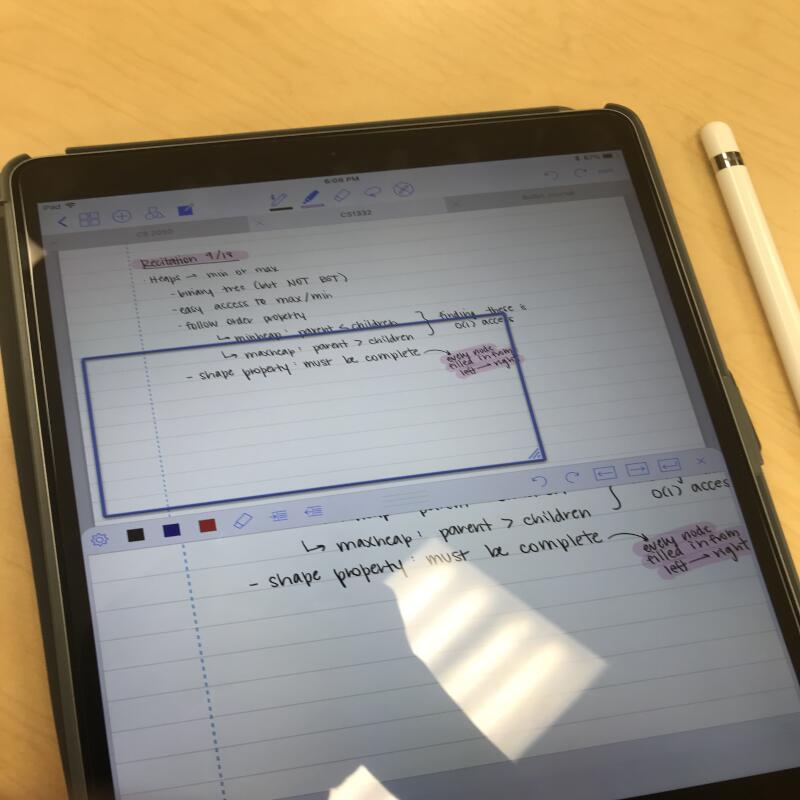 iPad 6:08 PM 67%
CS 2050 CS1332 Bullet Journal
Recitation 9/18
· Heaps → min or max
- binary tree (but NOT BST)
- easy access to max/min
- follow order property
↳ minheap: parent < children } finding these is
↳ maxheap: parent > children O(1) access
- shape property: must be complete → every node
filled in from
left → right
} O(1) acces
↳ maxheap: parent > children
- shape property: must be complete → every node
filled in from
left → right